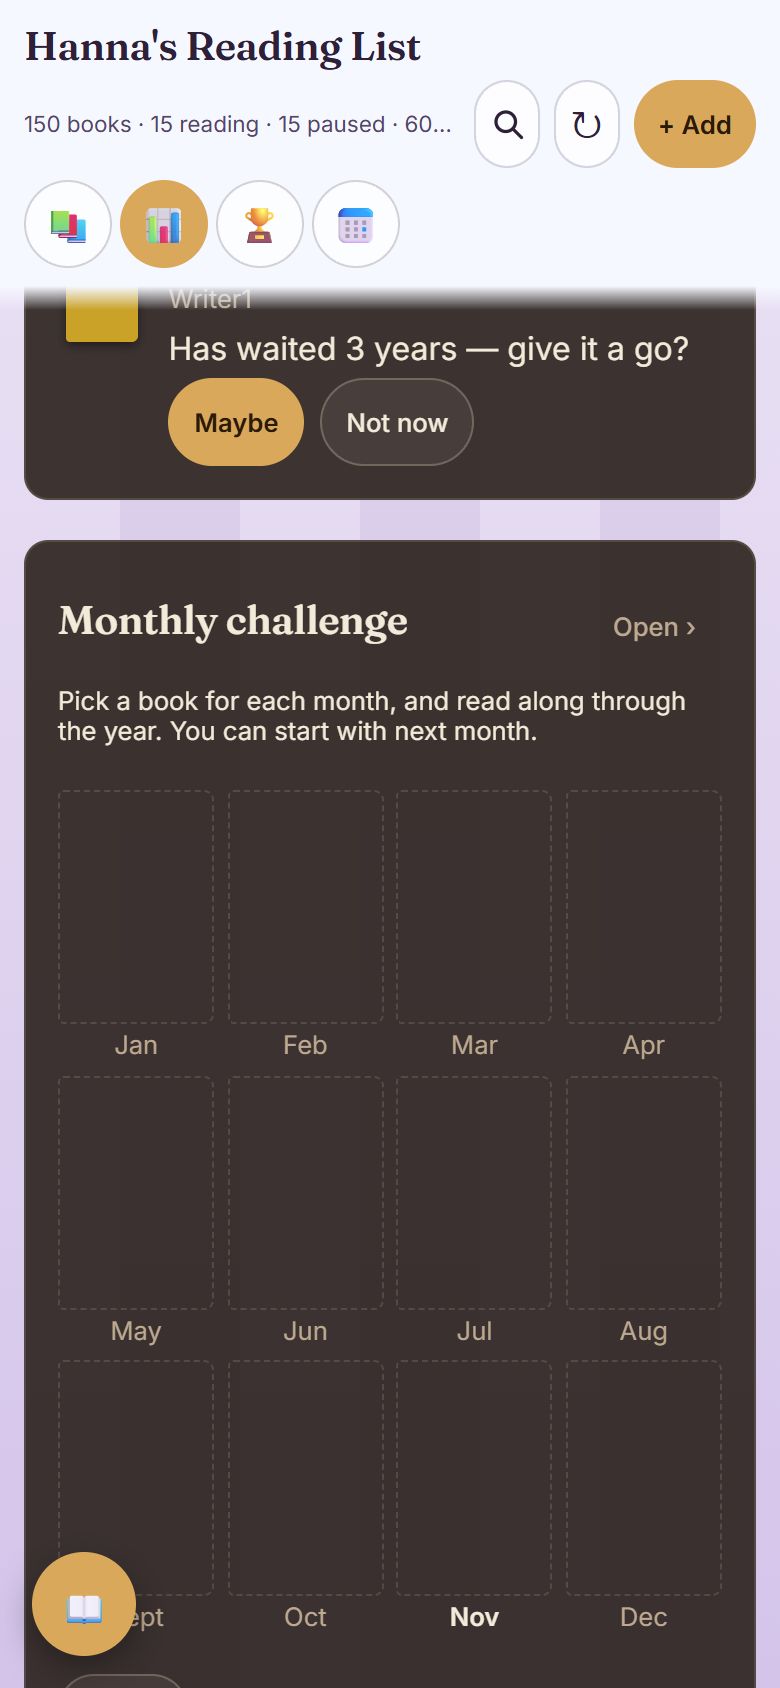 Hanna's Reading List
150 books · 15 reading · 15 paused · 60...
+ Add
Writer1
Has waited 3 years — give it a go?
Maybe
Not now
Monthly challenge
Open ›
Pick a book for each month, and read along through
the year. You can start with next month.
Jan
Feb
Mar
Apr
May
Jun
Jul
Aug
ept
Oct
Nov
Dec